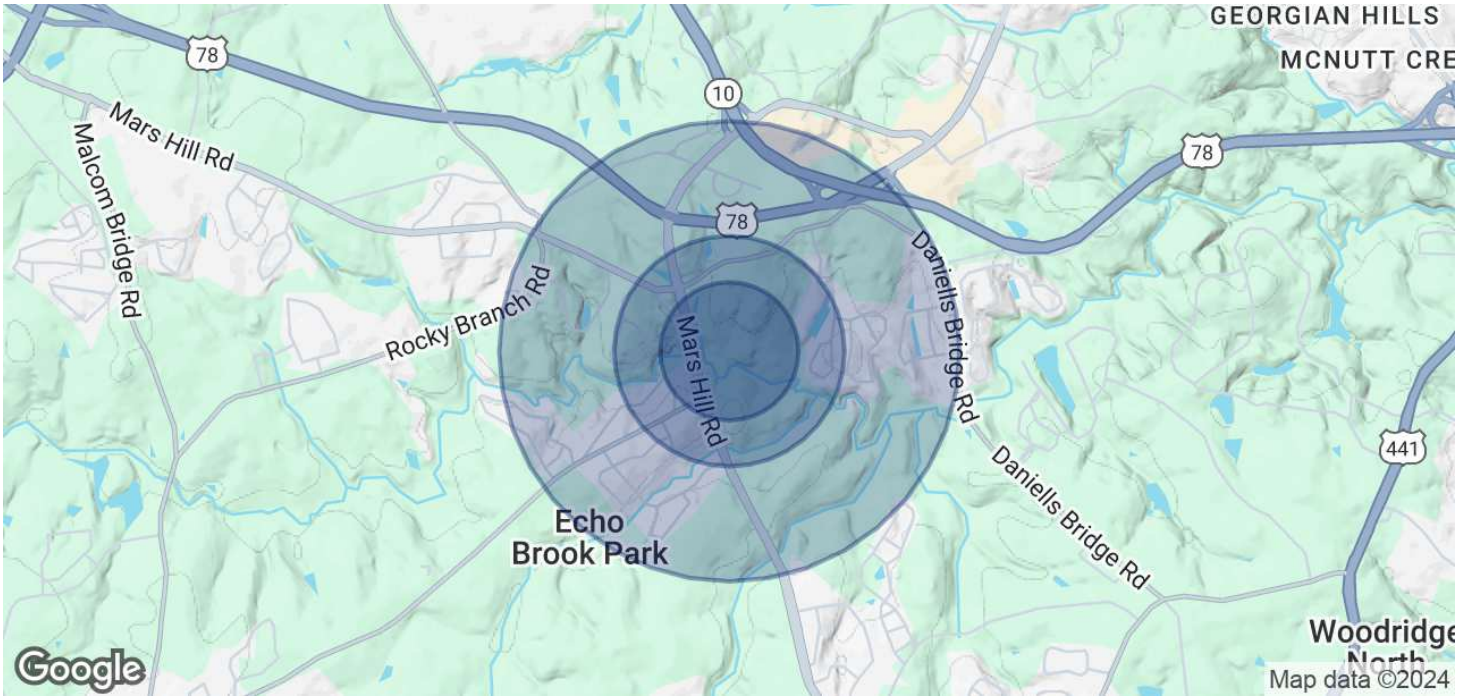 GEORGIAN HILLS
MCNUTT CRE
78
10
Mars Hill Rd
Malcom Bridge Rd
78
78
Daniells Bridge Rd
Rocky Branch Rd
Mars Hill Rd
441
Daniells Bridge Rd
Echo
Brook Park
Woodridge
North
Google
Map data ©2024